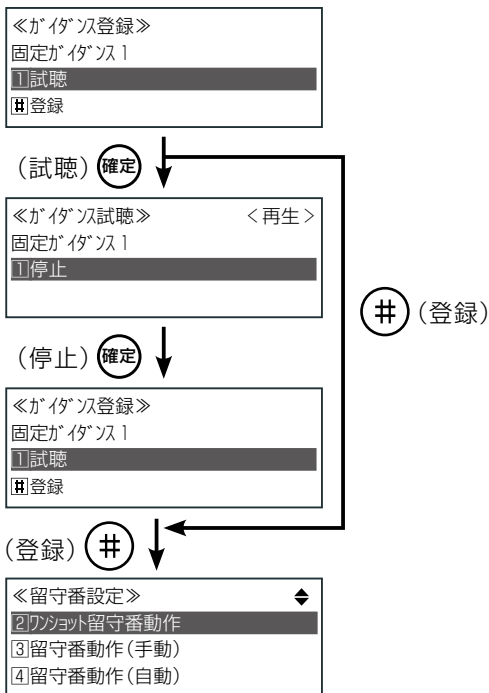 ≪ガイダンス登録≫
固定ガイダンス1
1試聴
#登録
(試聴) 確定
≪ガイダンス試聴≫ <再生>
固定ガイダンス1
1停止
# (登録)
(停止) 確定
≪ガイダンス登録≫
固定ガイダンス1
1試聴
#登録
(登録) #
≪留守番設定≫
2ワンショット留守番動作
3留守番動作(手動)
4留守番動作(自動)